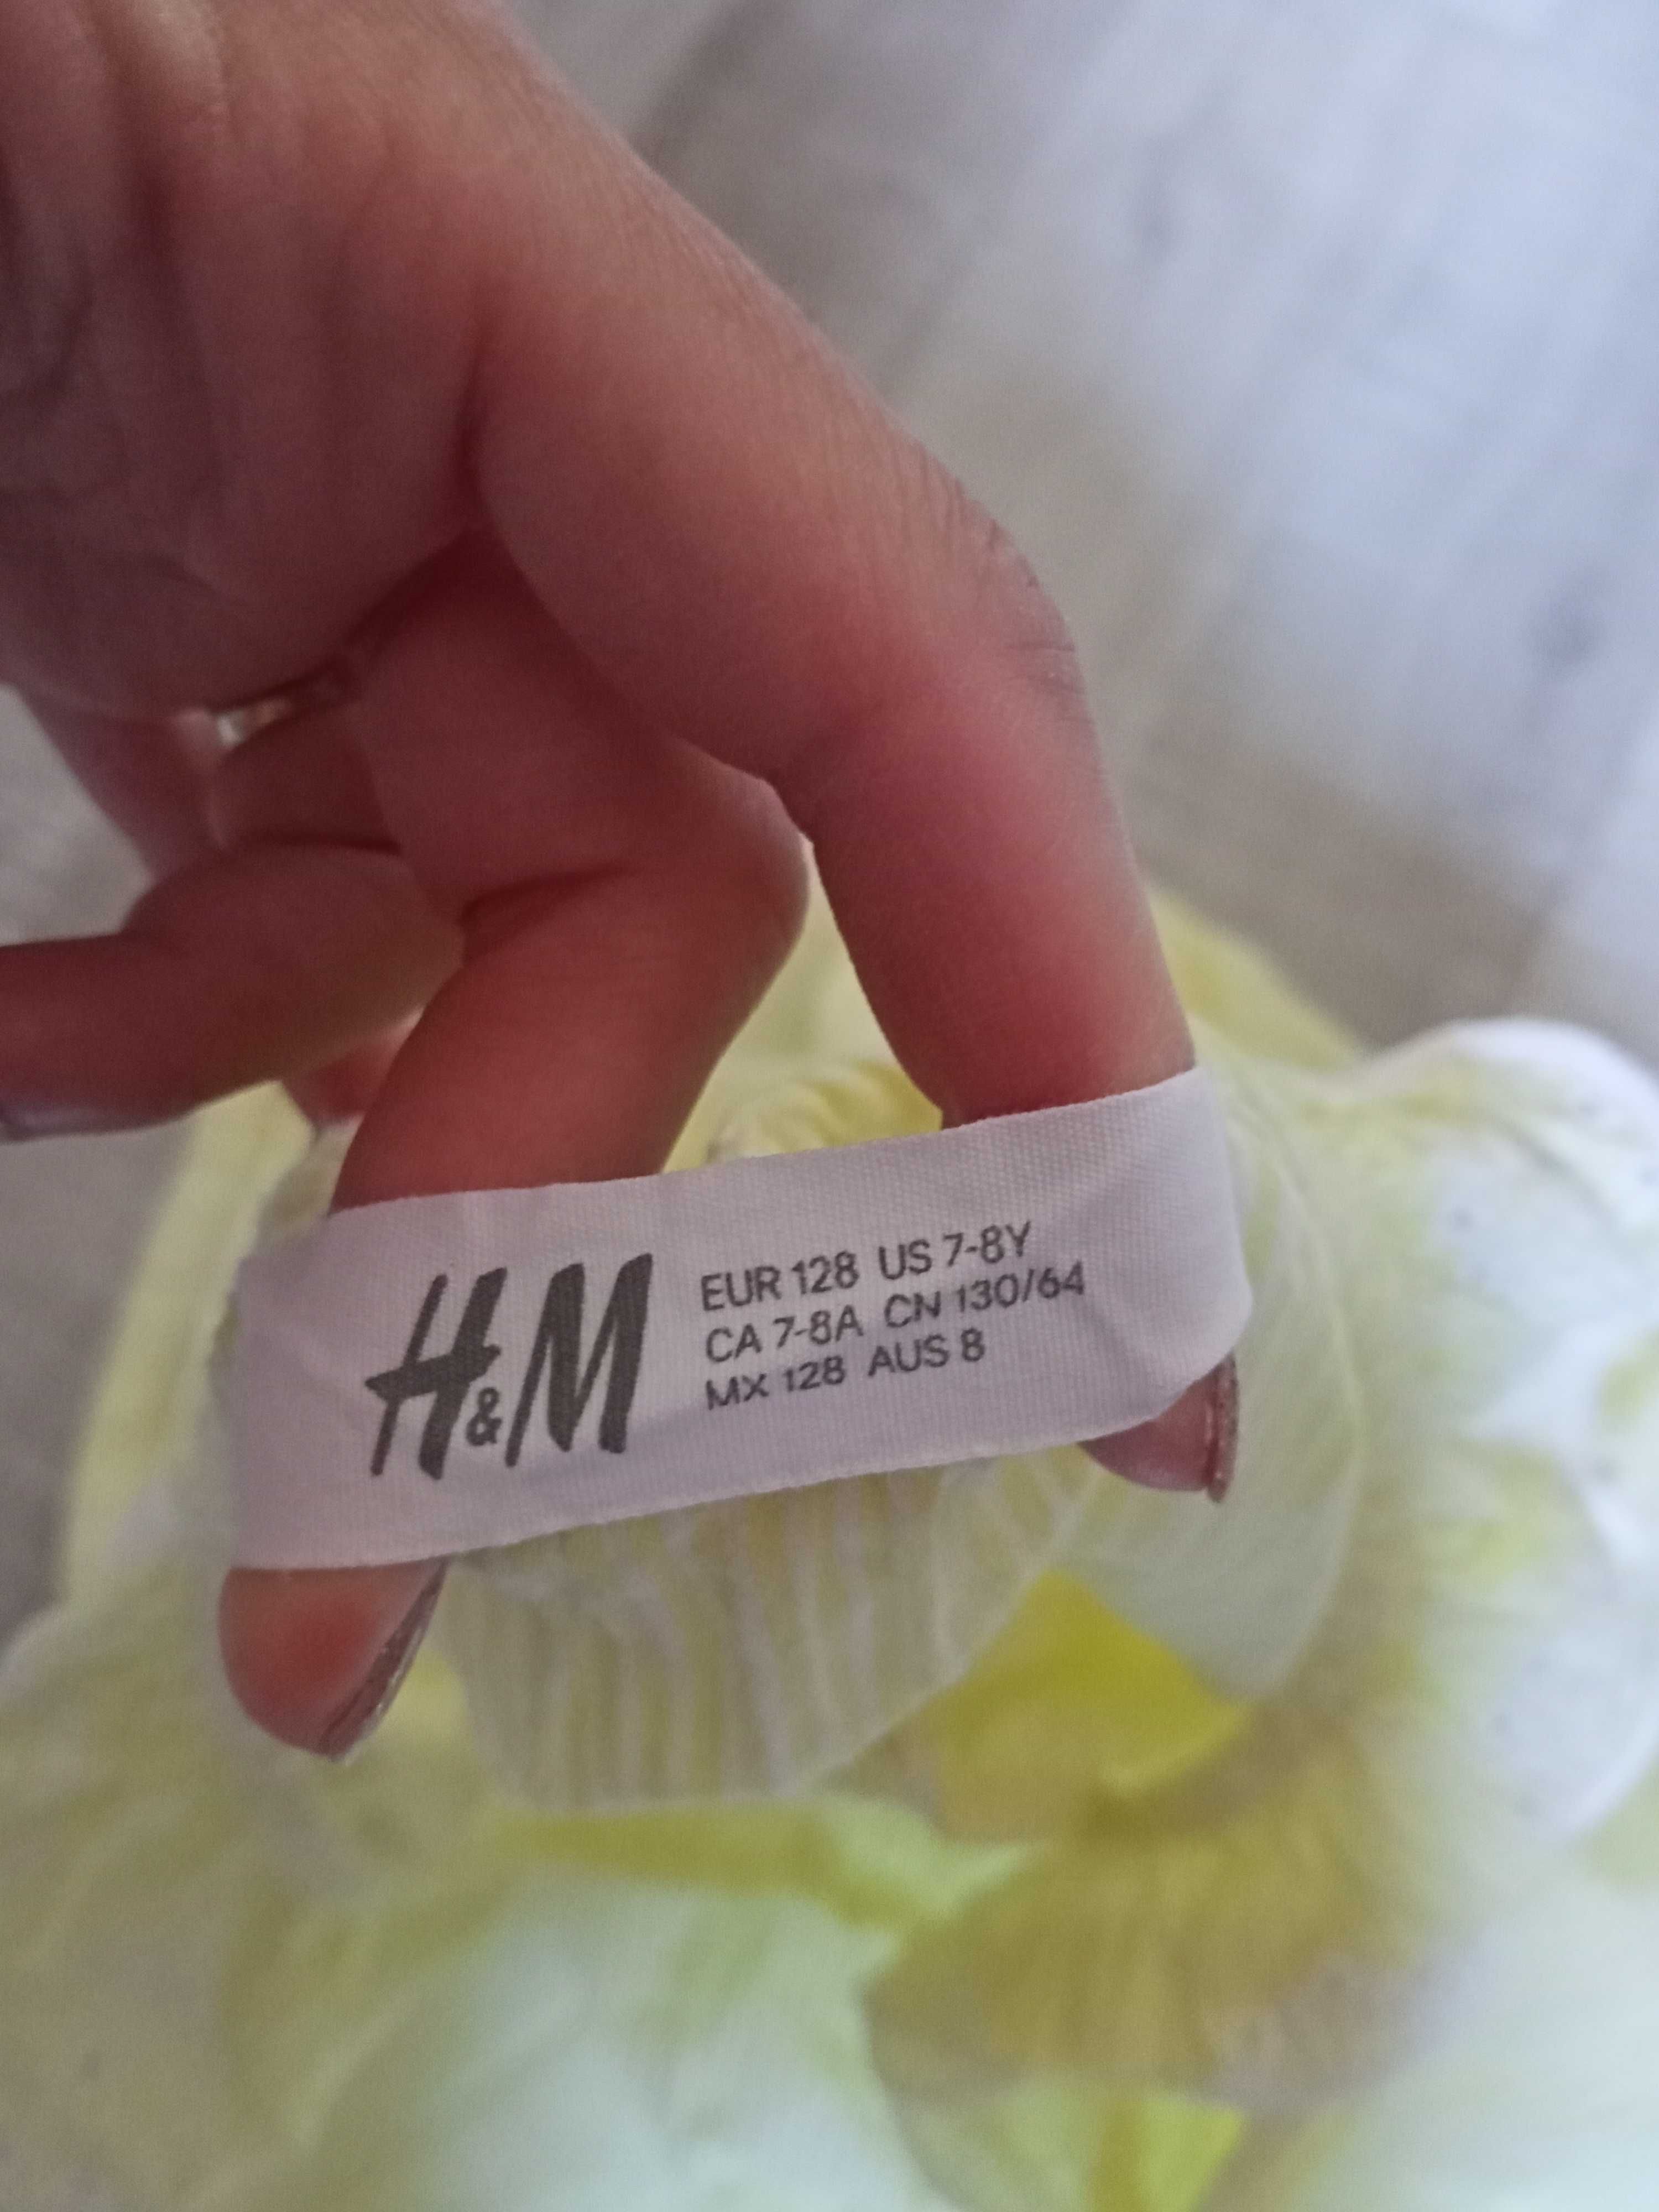 H&M
EUR 128 US 7-8Y
CA 7-8A CN 130/64
MX 128 AUS 8